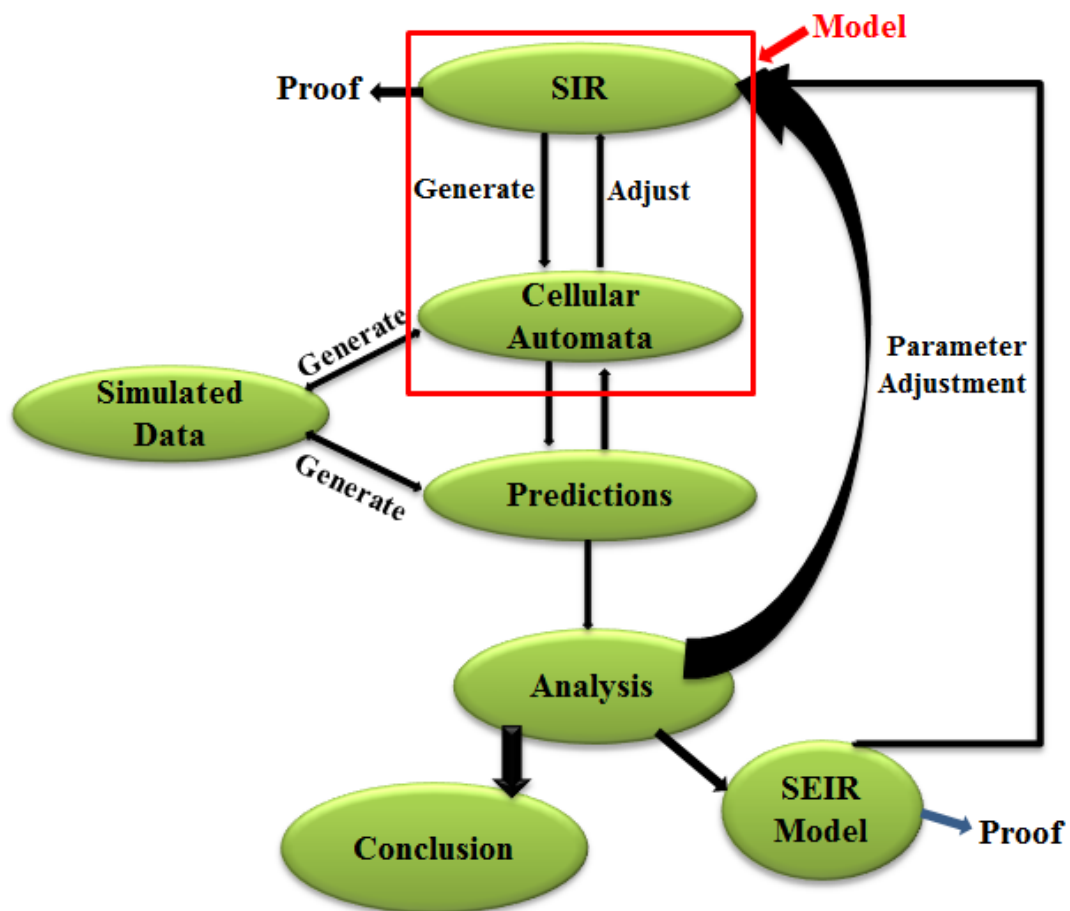 Model
SIR
Proof
Generate
Adjust
Cellular
Automata
Generate
Parameter
Adjustment
Simulated
Data
Generate
Predictions
Analysis
SEIR
Model
Proof
Conclusion